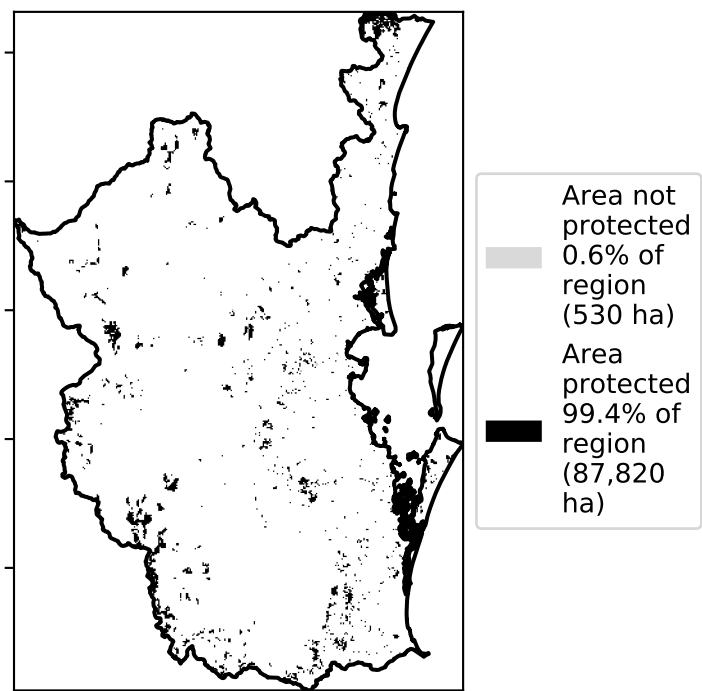 Area not
protected
0.6% of
region
(530 ha)
Area
protected
99.4% of
region
(87,820
ha)